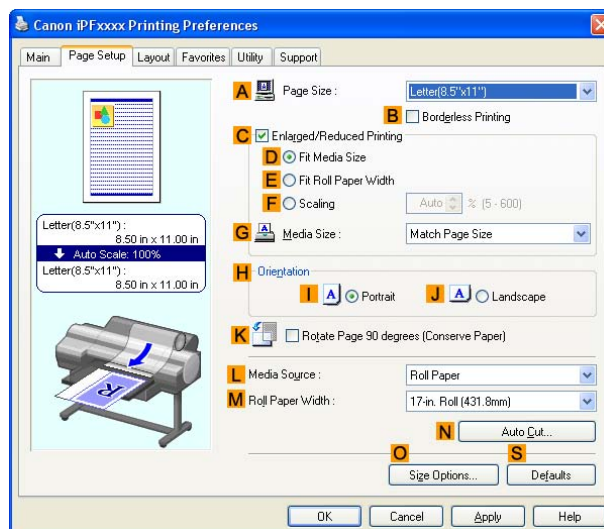 Canon iPFxxxx Printing Preferences
Main Page Setup Layout Favorites Utility Support
A Page Size : Letter(8.5"x11")
B Borderless Printing
C Enlarged/Reduced Printing
D Fit Media Size
E Fit Roll Paper Width
F Scaling Auto % (5 - 600)
G Media Size : Match Page Size
Letter(8.5"x11") :
8.50 in x 11.00 in
Auto Scale: 100%
Letter(8.5"x11") :
8.50 in x 11.00 in
H Orientation
I A Portrait J A Landscape
K Rotate Page 90 degrees (Conserve Paper)
R
L Media Source : Roll Paper
M Roll Paper Width : 17-in. Roll (431.8mm)
N Auto Cut...
O S
Size Options... Defaults
OK Cancel Apply Help